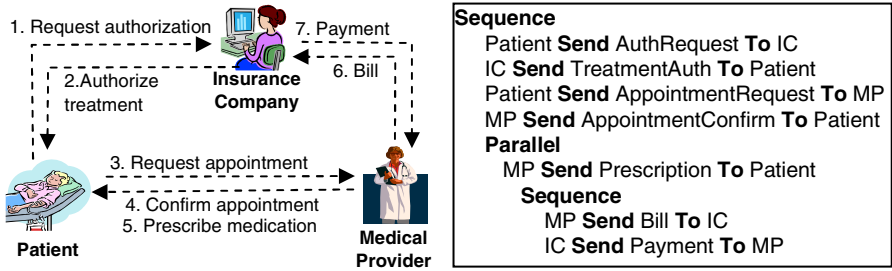 1. Request authorization
7. Payment
2.Authorize
treatment
Insurance
Company
6. Bill
3. Request appointment
4. Confirm appointment
5. Prescribe medication
Patient
Medical
Provider
Sequence
Patient Send AuthRequest To IC
IC Send TreatmentAuth To Patient
Patient Send AppointmentRequest To MP
MP Send AppointmentConfirm To Patient
Parallel
MP Send Prescription To Patient
Sequence
MP Send Bill To IC
IC Send Payment To MP